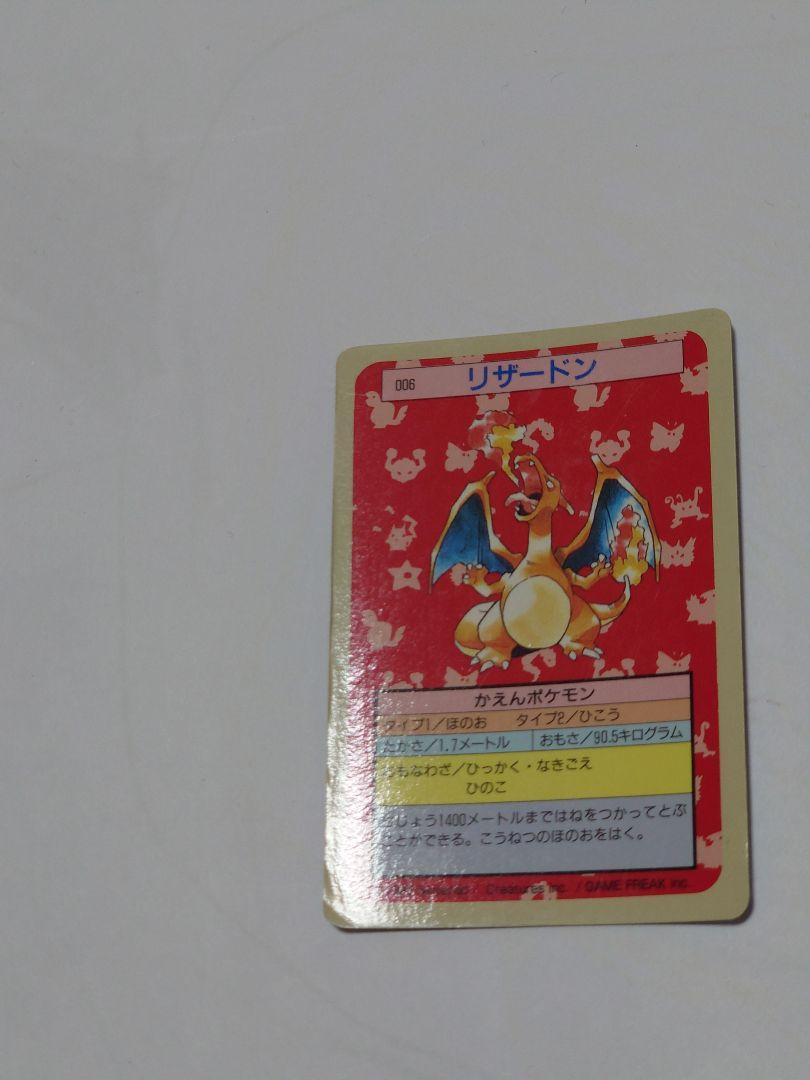 006 リザードン
かえんポケモン
タイプ1/ほのお タイプ2/ひこう
たかさ/1.7メートル おもさ/90.5キログラム
おもなわざ/ひっかく・なきごえ
ひのこ
ちじょう1400メートルまではねをつかってとぶ
ことができる。こうねつのほのおをはく。
Creatures inc. / GAME FREAK inc.